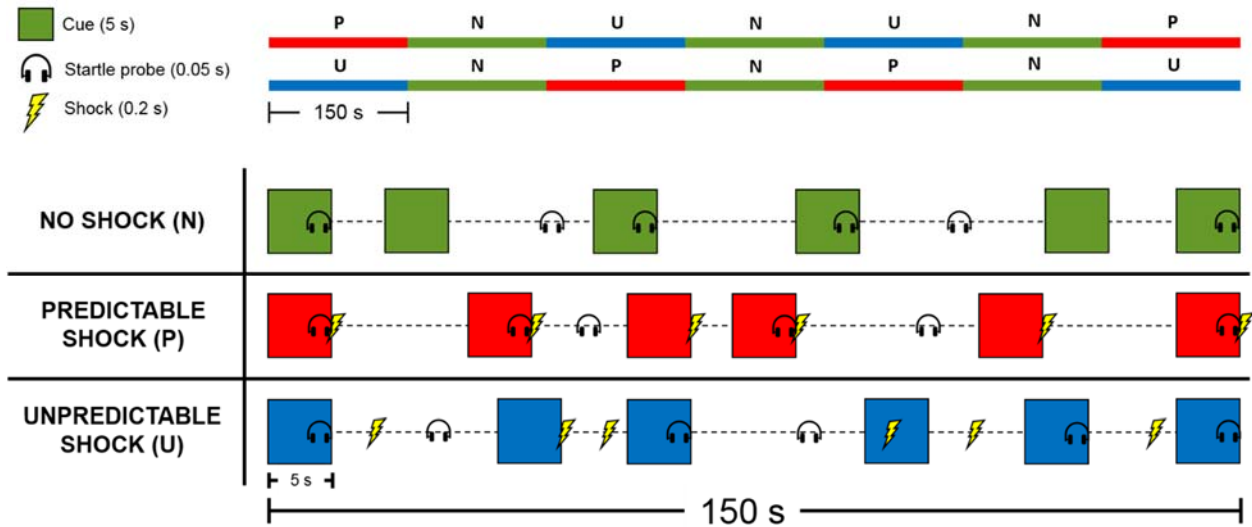 Cue (5 s)
Startle probe (0.05 s)
Shock (0.2 s)
P N U N U N P
U N P N P N U
150 s
NO SHOCK (N)
PREDICTABLE
SHOCK (P)
UNPREDICTABLE
SHOCK (U)
5 s
150 s